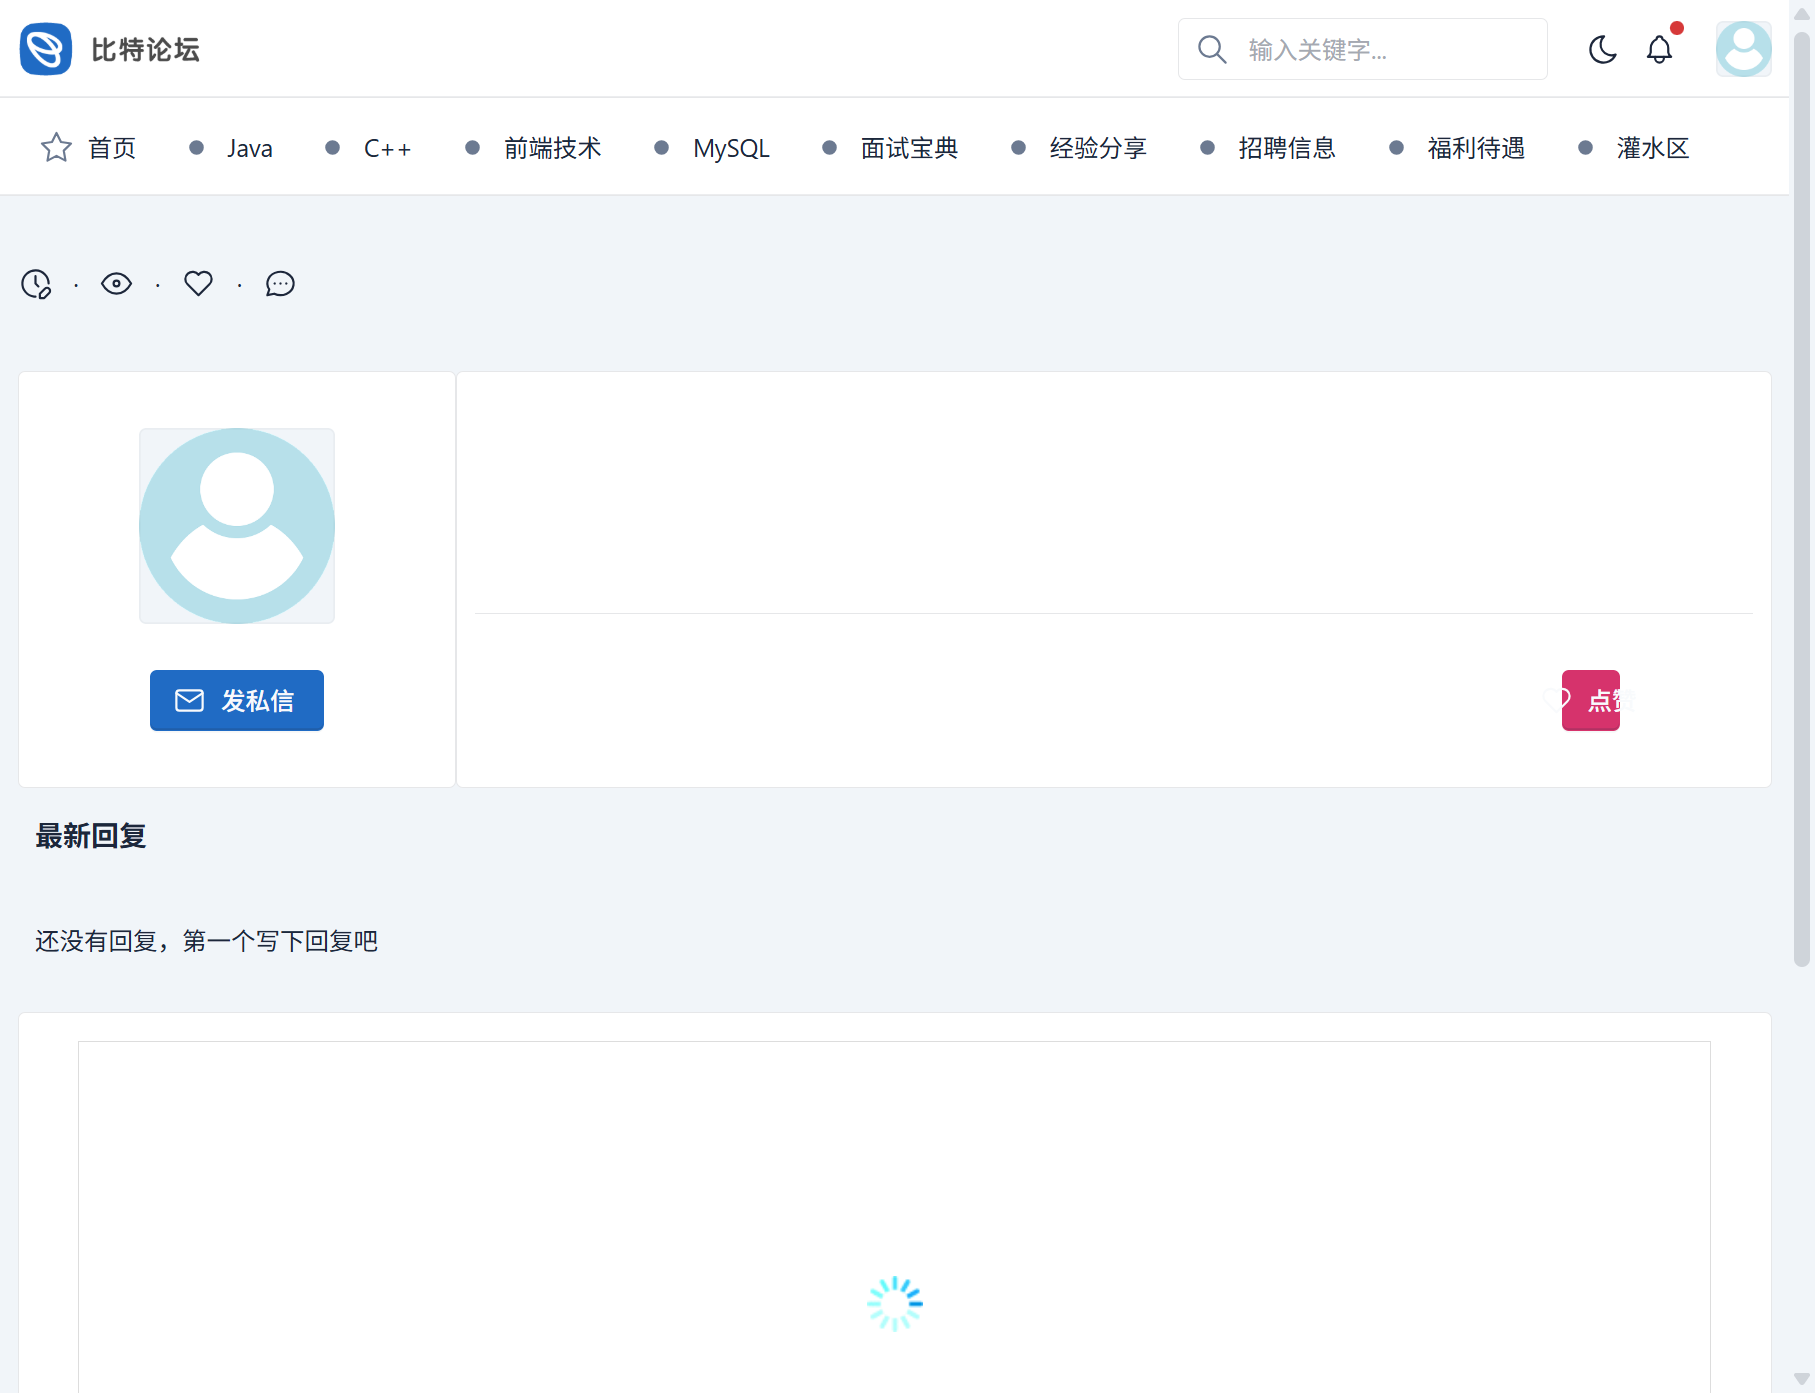 比特论坛
输入关键字...
首页 Java C++ 前端技术 MySQL 面试宝典 经验分享 招聘信息 福利待遇 灌水区
发私信
点赞
最新回复
还没有回复，第一个写下回复吧